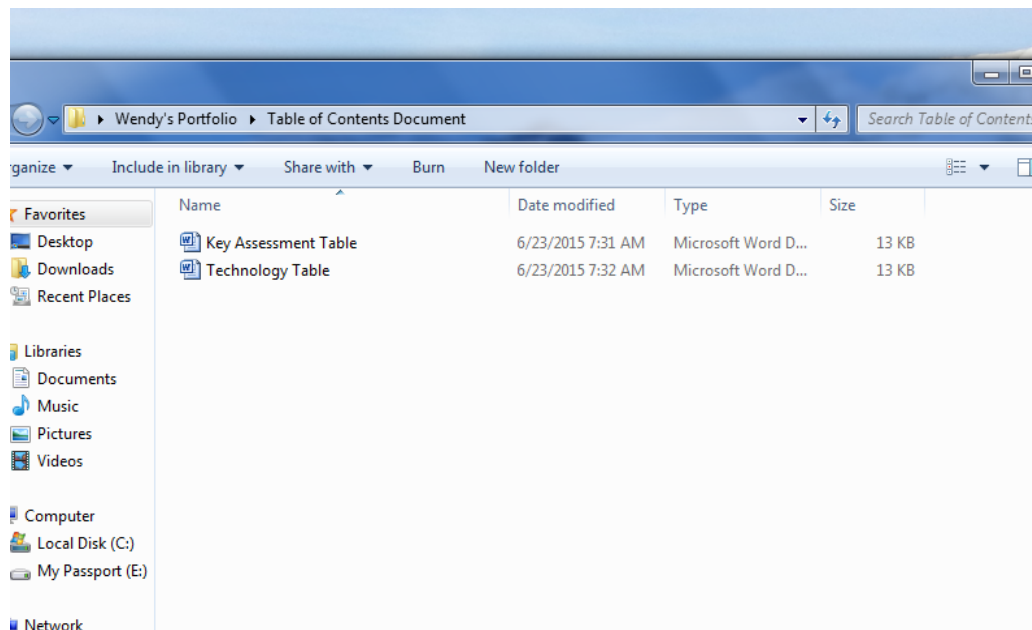 Wendy's Portfolio Table of Contents Document Search Table of Contents
rganize Include in library Share with Burn New folder
Favorites
Desktop
Downloads
Recent Places
Libraries
Documents
Music
Pictures
Videos
Computer
Local Disk (C:)
My Passport (E:)
Network
Name Date modified Type Size
Key Assessment Table 6/23/2015 7:31 AM Microsoft Word D... 13 KB
Technology Table 6/23/2015 7:32 AM Microsoft Word D... 13 KB